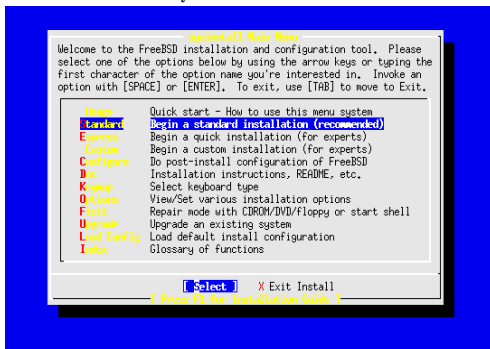 sysinstall Main Menu
Welcome to the FreeBSD installation and configuration tool.  Please
select one of the options below by using the arrow keys or typing the
first character of the option name you're interested in.  Invoke an
option with [SPACE] or [ENTER].  To exit, use [TAB] to move to Exit.
Usage Quick start - How to use this menu system
Standard Begin a standard installation (recommended)
Express Begin a quick installation (for experts)
Custom Begin a custom installation (for experts)
Configure Do post-install configuration of FreeBSD
Doc Installation instructions, README, etc.
Keymap Select keyboard type
Options View/Set various installation options
Fixit Repair mode with CDROM/DVD/floppy or start shell
Upgrade Upgrade an existing system
Load Config Load default install configuration
Index Glossary of functions
[ Select ] X Exit Install
[ Press F1 for Installation Guide ]